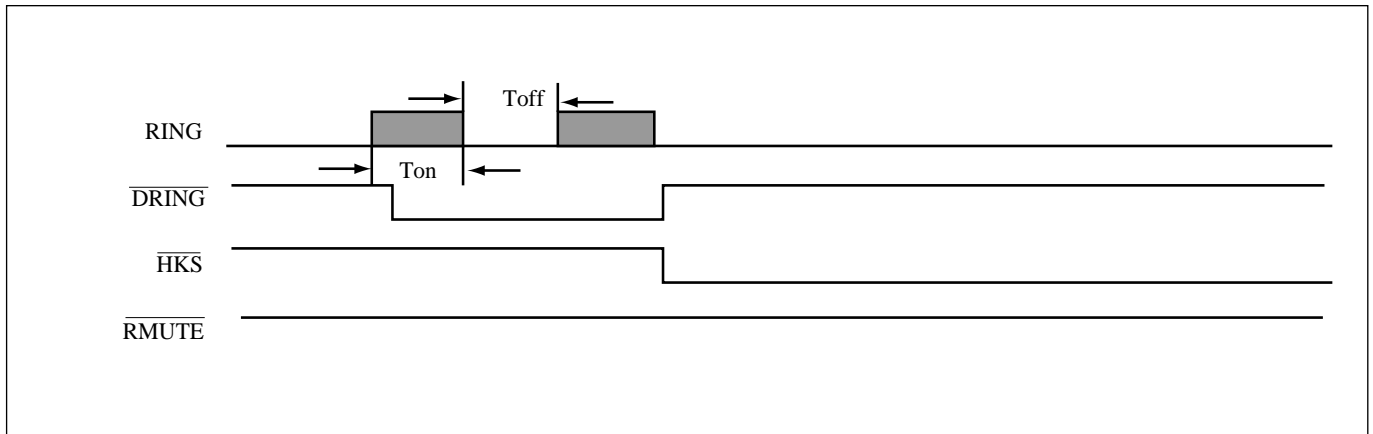 Toff
RING
Ton
DRING
HKS
RMUTE